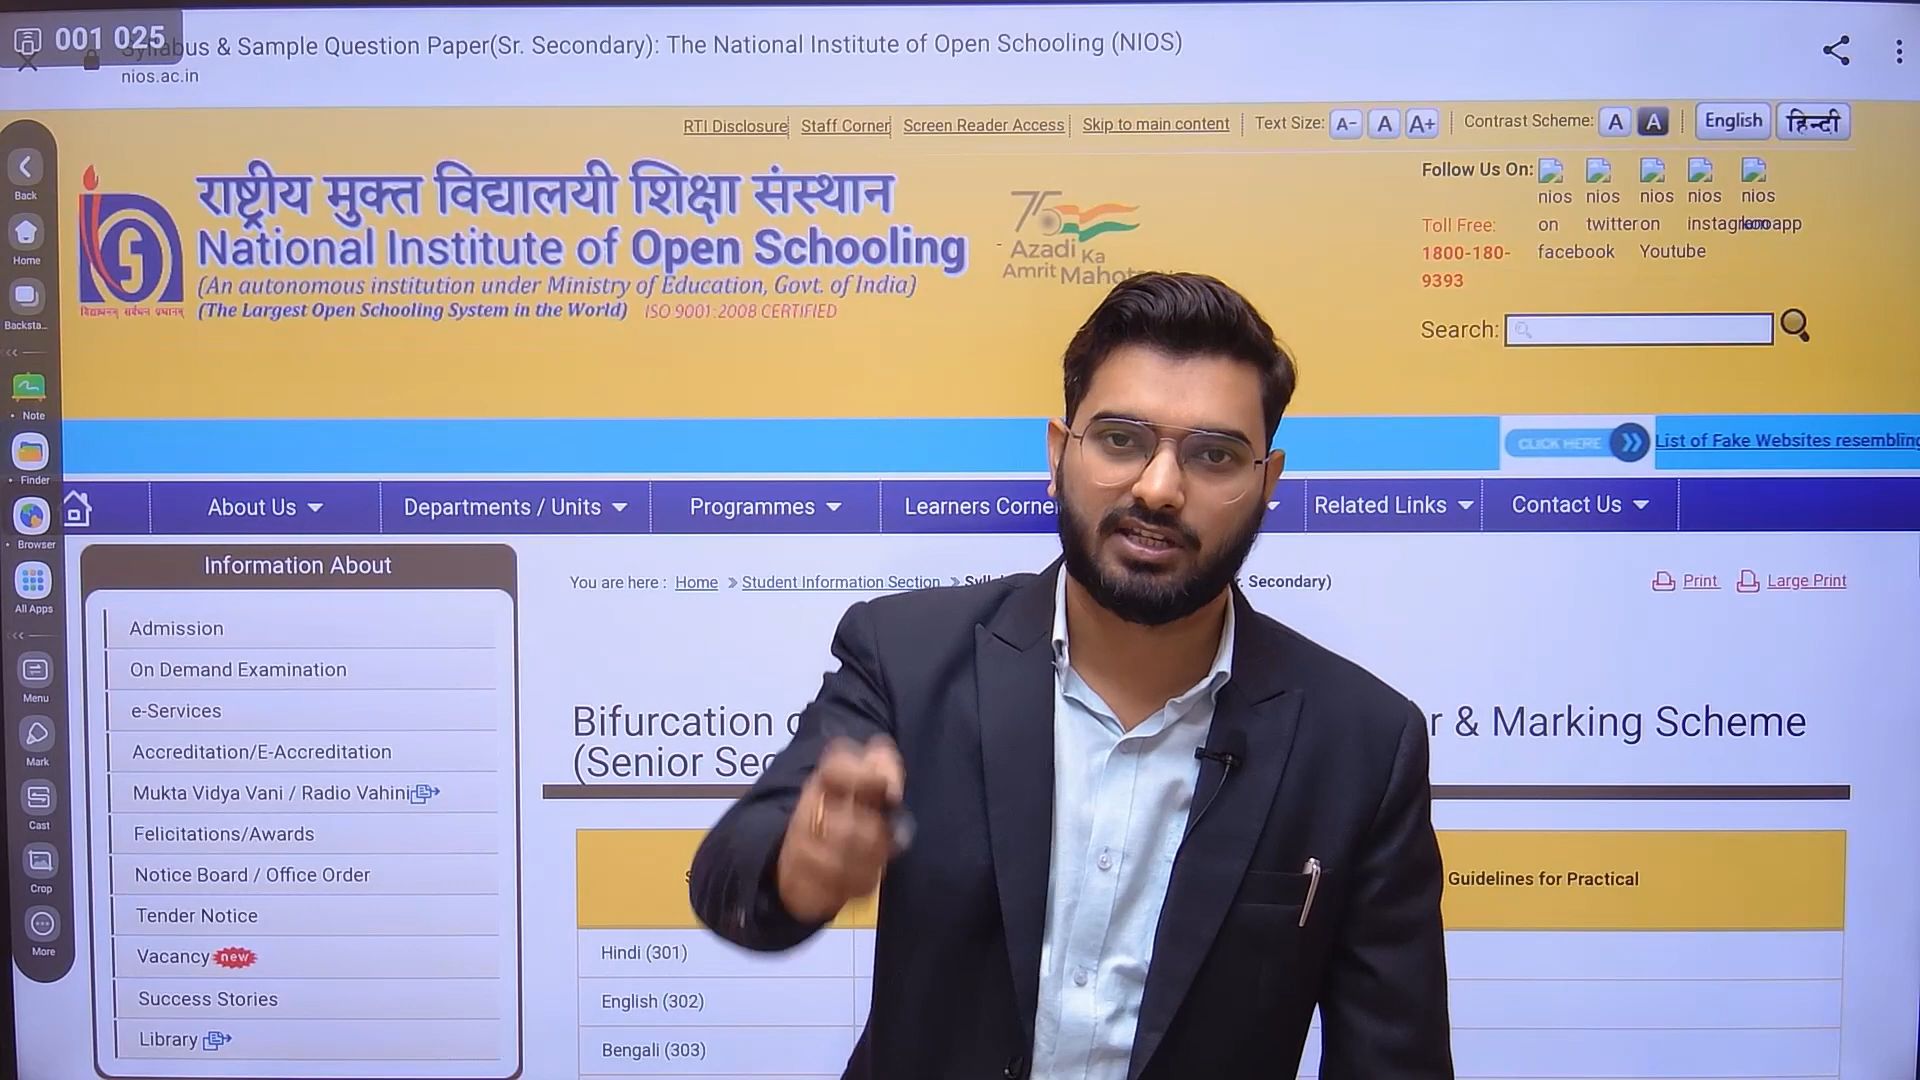 001 025
bus & Sample Question Paper(Sr. Secondary): The National Institute of Open Schooling (NIOS)
nios.ac.in
RTI Disclosure
Staff Corner
Screen Reader Access
Skip to main content
Text Size: A- A A+
Contrast Scheme: A A
English
हिन्दी
राष्ट्रीय मुक्त विद्यालयी शिक्षा संस्थान
National Institute of Open Schooling
(An autonomous institution under Ministry of Education, Govt. of India)
(The Largest Open Schooling System in the World) ISO 9001:2008 CERTIFIED
75
Azadi Ka
Amrit
Follow Us On:
nios on facebook
nios twitter
nios on Youtube
nios
nios
Toll Free:
1800-180-
9393
Search:
CLICK HERE
List of Fake Websites resembling
About Us
Departments / Units
Programmes
Learners Corner
Related Links
Contact Us
Back
Home
Note
Finder
Browser
All Apps
Menu
Mark
Cast
Crop
More
Information About
Admission
On Demand Examination
e-Services
Accreditation/E-Accreditation
Mukta Vidya Vani / Radio Vahini
Felicitations/Awards
Notice Board / Office Order
Tender Notice
Vacancy new
Success Stories
Library
You are here : Home » Student Information Section »
Secondary)
Print
Large Print
Bifurcation
& Marking Scheme
(Senior
Guidelines for Practical
Hindi (301)
English (302)
Bengali (303)